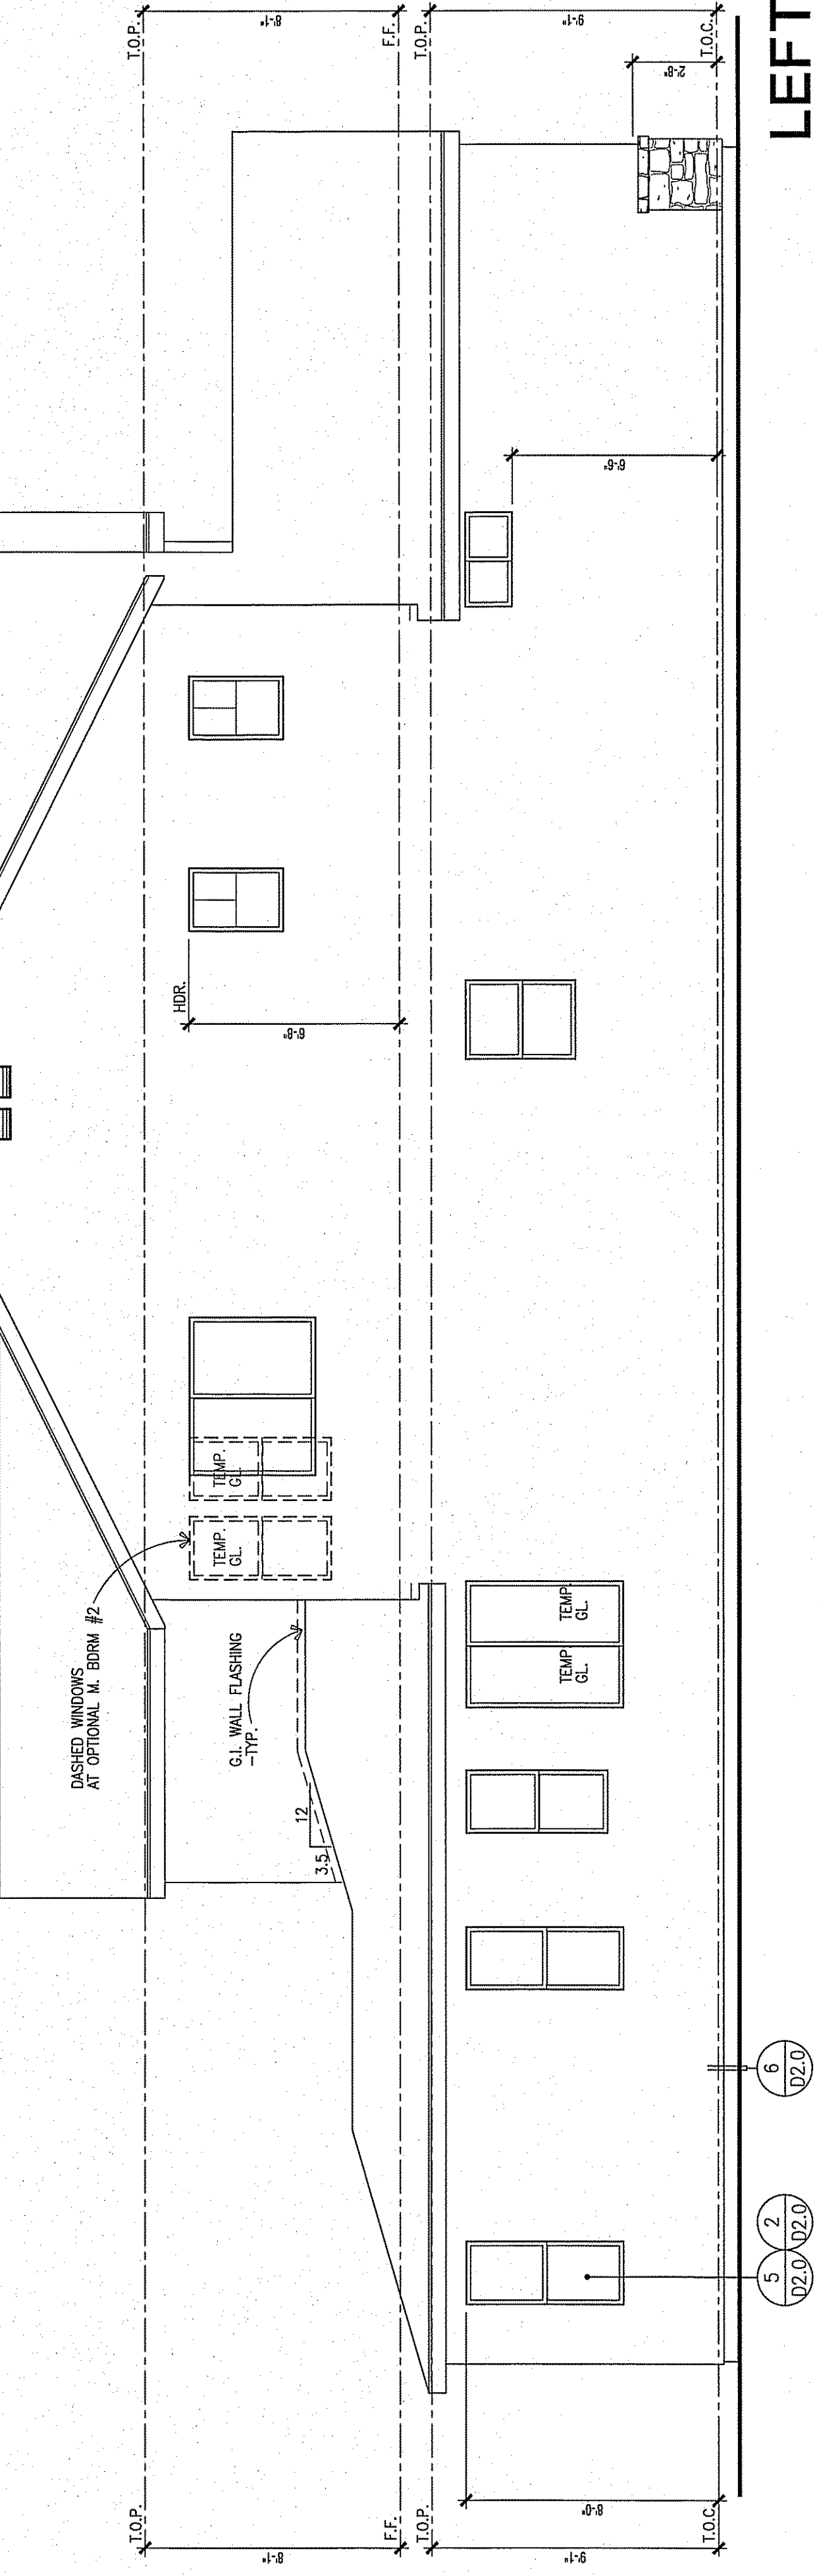 T.O.P.
8'-1"
F.F.
T.O.P.
9'-1"
T.O.C.
2'-8"
LEFT
6'-6"
HDR.
6'-8"
TEMP.
GL.
TEMP.
GL.
DASHED WINDOWS
AT OPTIONAL M. BDRM #2
G.I. WALL FLASHING
-TYP.
12
3.5
TEMP.
GL.
TEMP.
GL.
6
D2.0
2
D2.0
5
D2.0
T.O.P.
8'-1"
F.F.
T.O.P.
8'-0"
9'-1"
T.O.C.